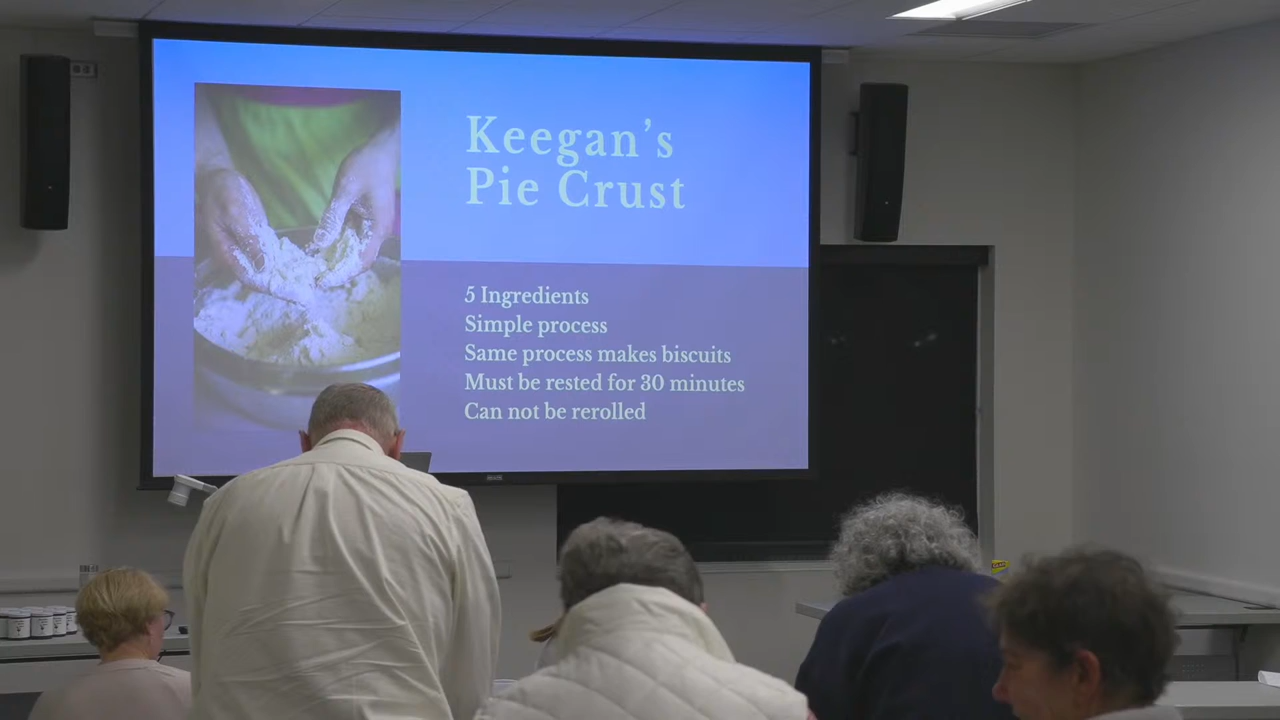 Keegan's
Pie Crust
5 Ingredients
Simple process
Same process makes biscuits
Must be rested for 30 minutes
Can not be rerolled